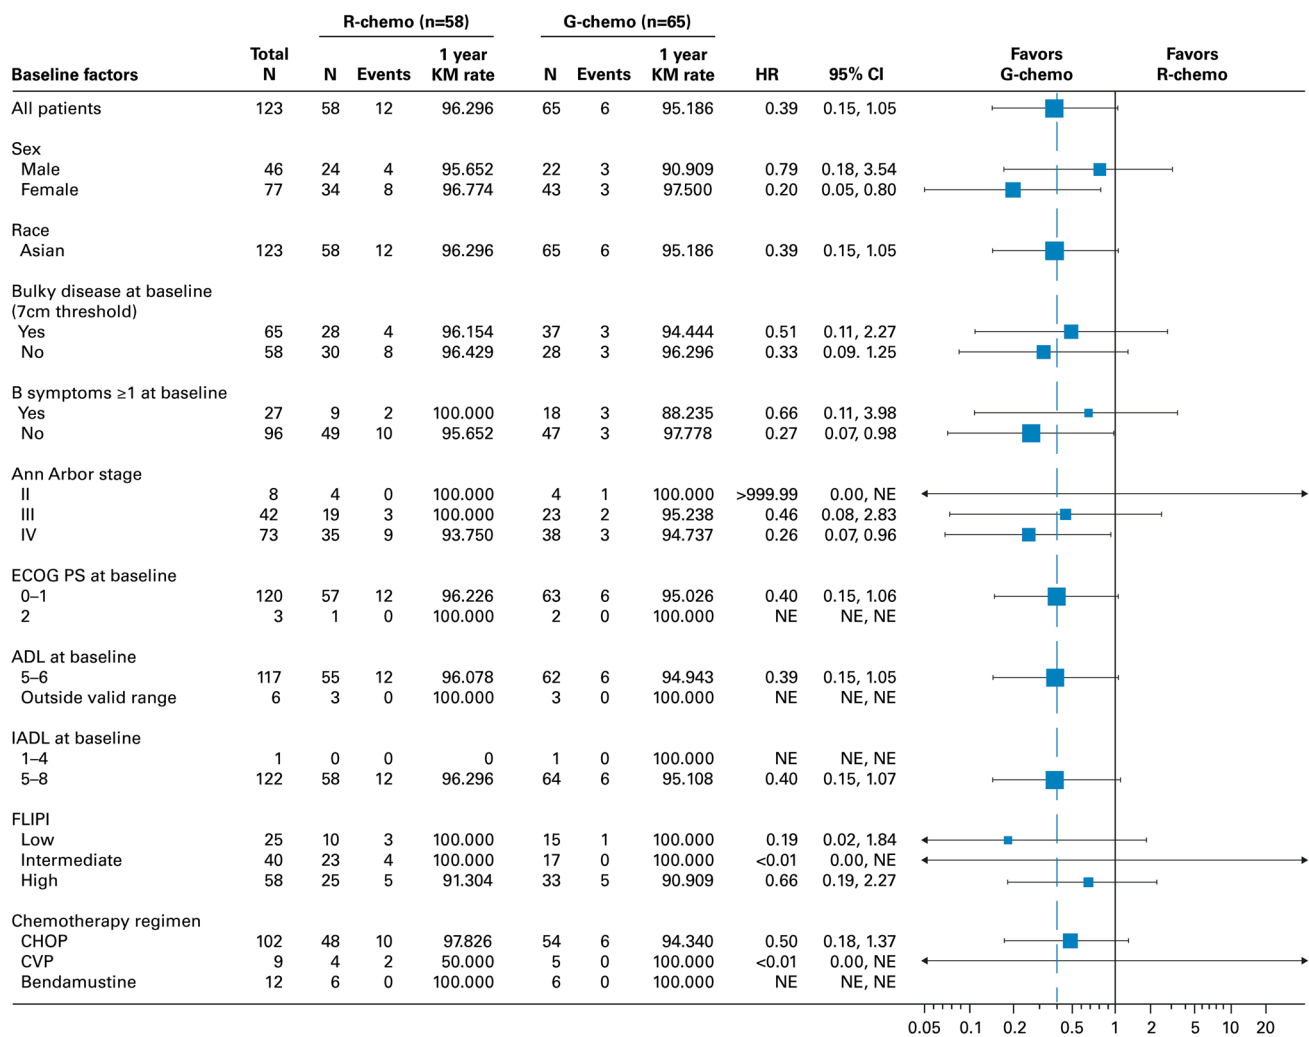 R-chemo (n=58) G-chemo (n=65)
Total 1 year 1 year Favors Favors
Baseline factors N N Events KM rate N Events KM rate HR 95% CI G-chemo R-chemo
All patients 123 58 12 96.296 65 6 95.186 0.39 0.15, 1.05
Sex
Male 46 24 4 95.652 22 3 90.909 0.79 0.18, 3.54
Female 77 34 8 96.774 43 3 97.500 0.20 0.05, 0.80
Race
Asian 123 58 12 96.296 65 6 95.186 0.39 0.15, 1.05
Bulky disease at baseline
(7cm threshold)
Yes 65 28 4 96.154 37 3 94.444 0.51 0.11, 2.27
No 58 30 8 96.429 28 3 96.296 0.33 0.09. 1.25
B symptoms ≥1 at baseline
Yes 27 9 2 100.000 18 3 88.235 0.66 0.11, 3.98
No 96 49 10 95.652 47 3 97.778 0.27 0.07, 0.98
Ann Arbor stage
II 8 4 0 100.000 4 1 100.000 >999.99 0.00, NE
III 42 19 3 100.000 23 2 95.238 0.46 0.08, 2.83
IV 73 35 9 93.750 38 3 94.737 0.26 0.07, 0.96
ECOG PS at baseline
0–1 120 57 12 96.226 63 6 95.026 0.40 0.15, 1.06
2 3 1 0 100.000 2 0 100.000 NE NE, NE
ADL at baseline
5–6 117 55 12 96.078 62 6 94.943 0.39 0.15, 1.05
Outside valid range 6 3 0 100.000 3 0 100.000 NE NE, NE
IADL at baseline
1–4 1 0 0 0 1 0 100.000 NE NE, NE
5–8 122 58 12 96.296 64 6 95.108 0.40 0.15, 1.07
FLIPI
Low 25 10 3 100.000 15 1 100.000 0.19 0.02, 1.84
Intermediate 40 23 4 100.000 17 0 100.000 <0.01 0.00, NE
High 58 25 5 91.304 33 5 90.909 0.66 0.19, 2.27
Chemotherapy regimen
CHOP 102 48 10 97.826 54 6 94.340 0.50 0.18, 1.37
CVP 9 4 2 50.000 5 0 100.000 <0.01 0.00, NE
Bendamustine 12 6 0 100.000 6 0 100.000 NE NE, NE
0.05 0.1 0.2 0.5 1 2 5 10 20